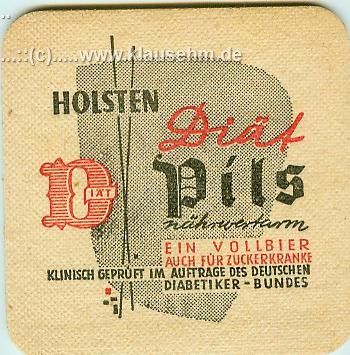 ...::(c).....www.klausehm.de
HOLSTEN
Diät
DIÄT
Pils
nährwertarm
EIN VOLLBIER
AUCH FÜR ZUCKERKRANKE
KLINISCH GEPRÜFT IM AUFTRAGE DES DEUTSCHEN
DIABETIKER - BUNDES